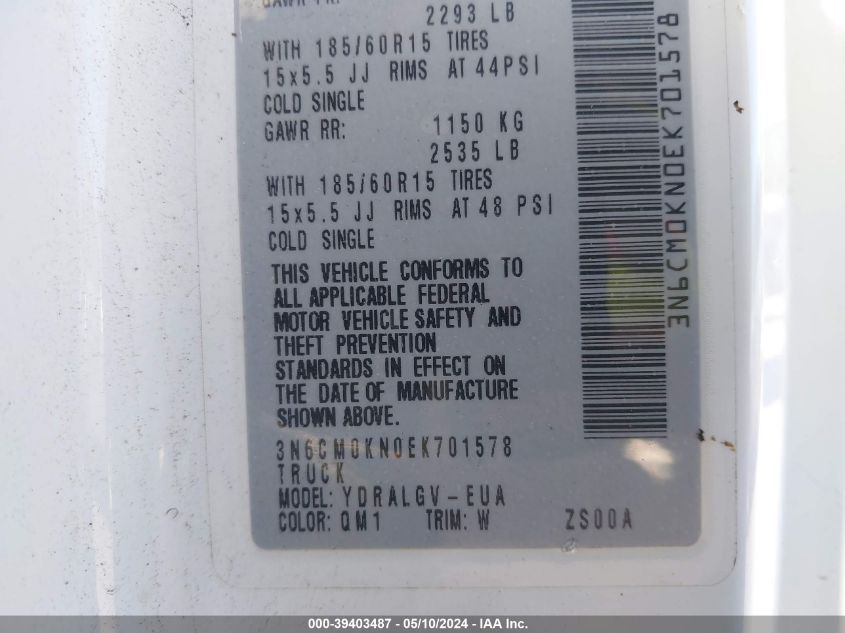 GAWR FR:
2293 LB
WITH 185/60R15 TIRES
15x5.5 JJ RIMS AT 44PSI
COLD SINGLE
GAWR RR: 1150 KG
2535 LB
WITH 185/60R15 TIRES
15x5.5 JJ RIMS AT 48 PSI
COLD SINGLE
THIS VEHICLE CONFORMS TO
ALL APPLICABLE FEDERAL
MOTOR VEHICLE SAFETY AND
THEFT PREVENTION
STANDARDS IN EFFECT ON
THE DATE OF MANUFACTURE
SHOWN ABOVE.
3N6CM0KN0EK701578
TRUCK
MODEL: YDRALGV-EUA
COLOR: QM1 TRIM: W ZS00A
3N6CM0KN0EK701578
000-39403487 - 05/10/2024 - IAA Inc.